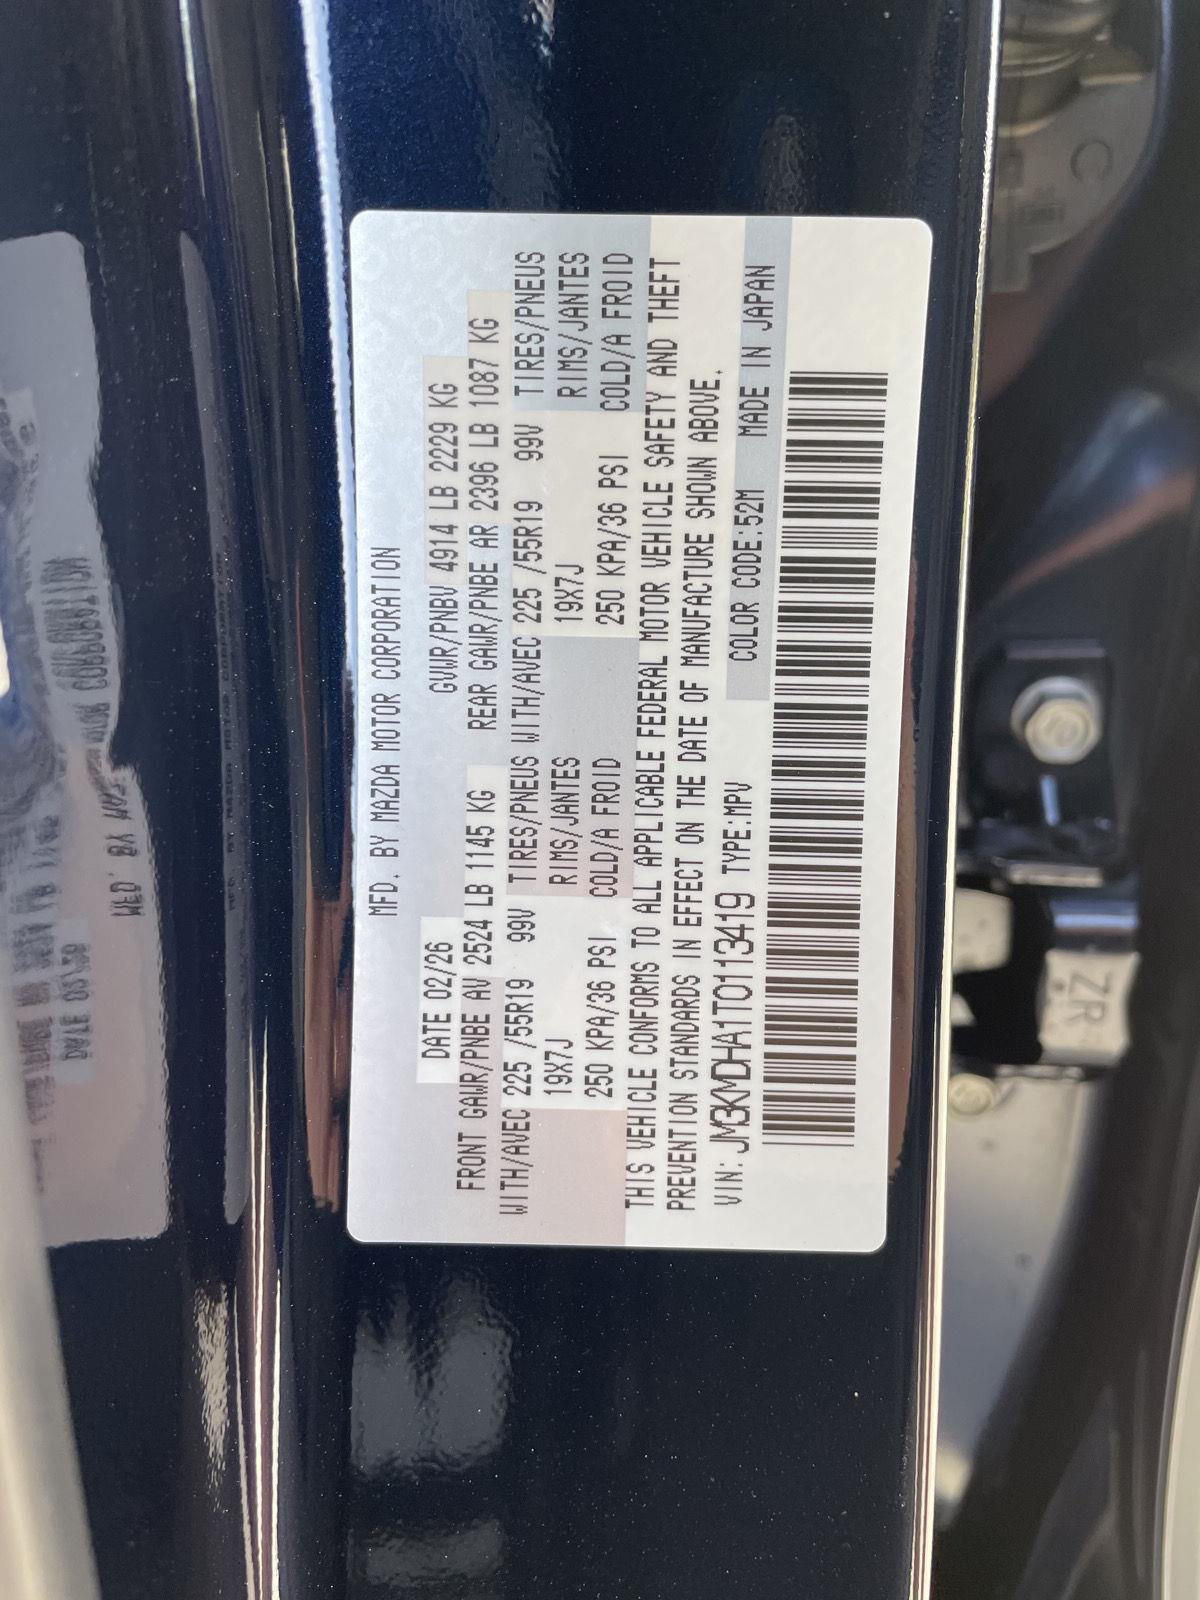 MFD. BY MAZDA MOTOR CORPORATION
DATE 02/26 GVWR/PNBV 4914 LB 2229 KG
FRONT GAWR/PNBE AV 2524 LB 1145 KG REAR GAWR/PNBE AR 2396 LB 1087 KG
WITH/AVEC 225 /55R19 99V TIRES/PNEUS WITH/AVEC 225 /55R19 99V TIRES/PNEUS
19X7J RIMS/JANTES 19X7J RIMS/JANTES
250 KPA/36 PSI COLD/A FROID 250 KPA/36 PSI COLD/A FROID
THIS VEHICLE CONFORMS TO ALL APPLICABLE FEDERAL MOTOR VEHICLE SAFETY AND THEFT
PREVENTION STANDARDS IN EFFECT ON THE DATE OF MANUFACTURE SHOWN ABOVE.
VIN: JM3KMDHA1T0113419 TYPE:MPV COLOR CODE:52M MADE IN JAPAN
ZR